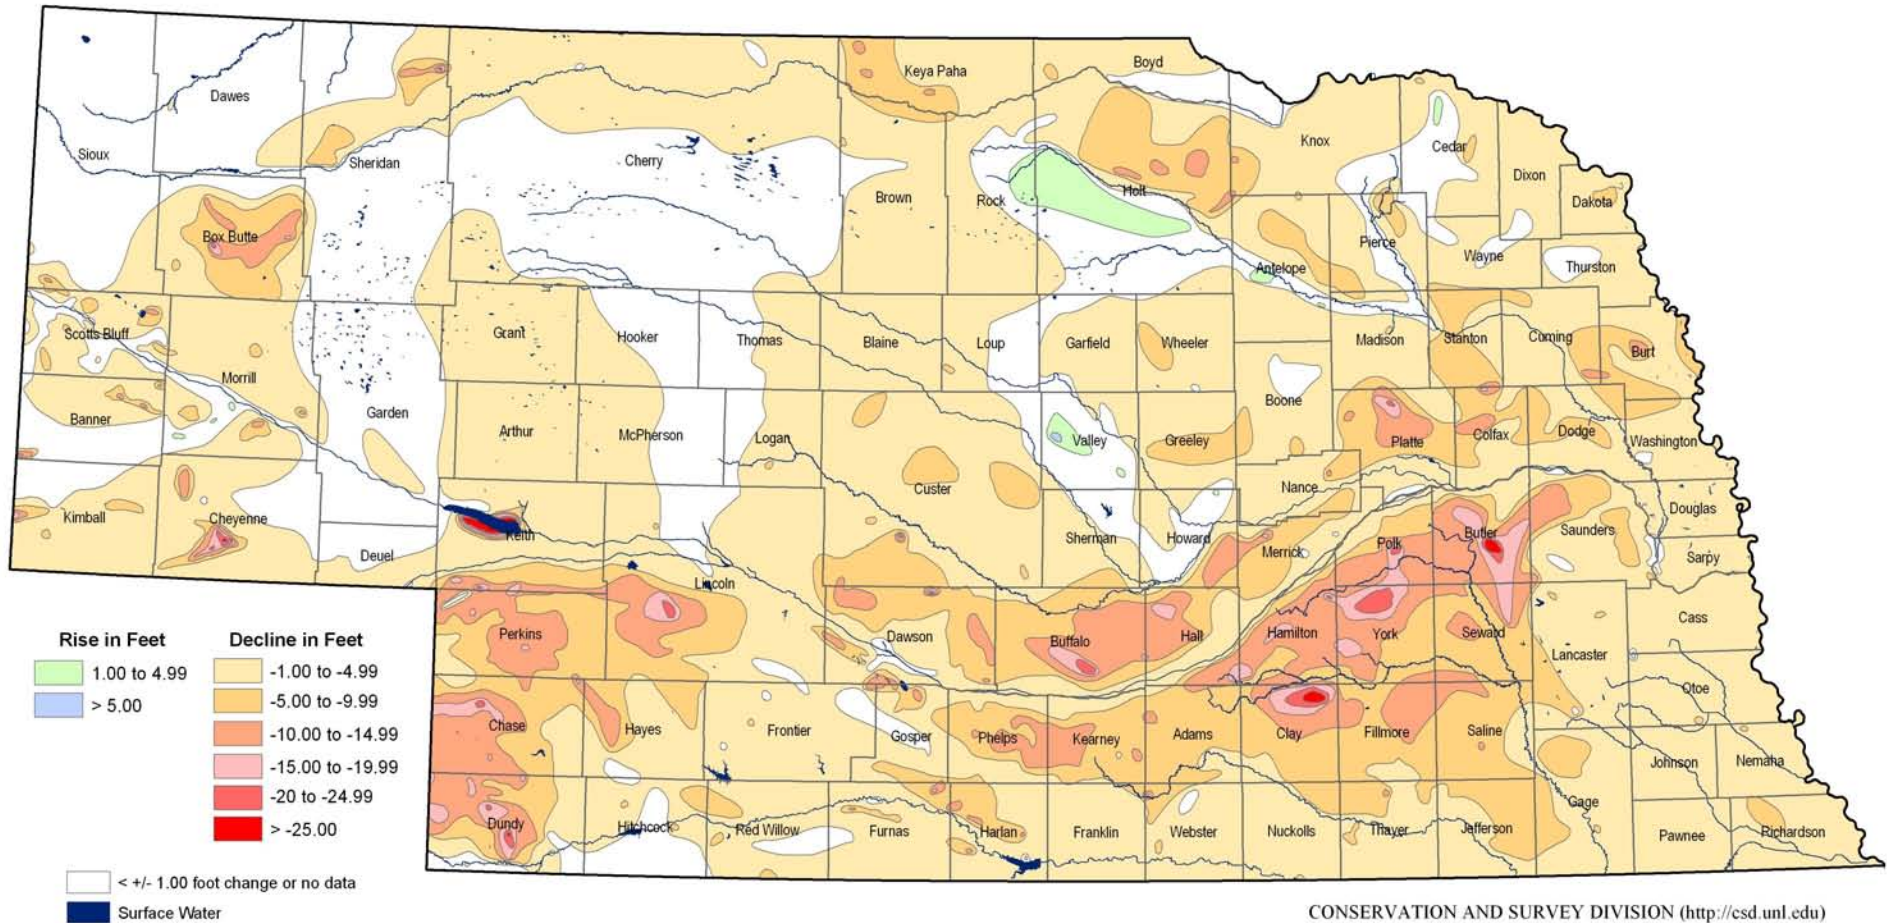 Boyd
Keya Paha
Dawes
Knox
Cedar
Sioux
Sheridan
Cherry
Dixon
Holt
Brown
Rock
Dakota
Box Butte
Pierce
Wayne
Antelope
Thurston
Scotts Bluff
Grant
Hooker
Thomas
Blaine
Loup
Garfield
Wheeler
Madison
Stanton
Cuming
Burt
Morrill
Banner
Garden
Arthur
McPherson
Logan
Boone
Valley
Greeley
Platte
Colfax
Dodge
Washington
Custer
Nance
Kimball
Cheyenne
Douglas
Keith
Sherman
Howard
Merrick
Polk
Butler
Saunders
Deuel
Sarpy
Lincoln
Perkins
Dawson
Buffalo
Hall
Hamilton
York
Seward
Cass
Lancaster
Otoe
Chase
Hayes
Frontier
Gosper
Phelps
Kearney
Adams
Clay
Fillmore
Saline
Johnson
Nemaha
Gage
Dundy
Hitchcock
Red Willow
Furnas
Harlan
Franklin
Webster
Nuckolls
Thayer
Jefferson
Pawnee
Richardson
Rise in Feet
1.00 to 4.99
> 5.00
Decline in Feet
-1.00 to -4.99
-5.00 to -9.99
-10.00 to -14.99
-15.00 to -19.99
-20 to -24.99
> -25.00
< +/- 1.00 foot change or no data
Surface Water
CONSERVATION AND SURVEY DIVISION (http://csd.unl.edu)